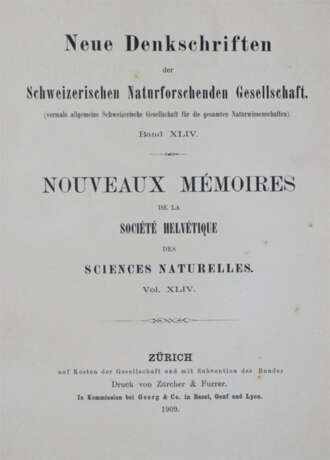 Neue Denkschriften
der
Schweizerischen Naturforschenden Gesellschaft.
(vormals allgemeine Schweizerische Gesellschaft für die gesamten Naturwissenschaften).
Band XLIV.
NOUVEAUX MÉMOIRES
DE LA
SOCIÉTÉ HELVÉTIQUE
DES
SCIENCES NATURELLES.
Vol. XLIV.
ZÜRICH
auf Kosten der Gesellschaft und mit Subvention des Bundes
Druck von Zürcher & Furrer.
In Kommission bei Georg & Co. in Basel, Genf und Lyon.
1909.